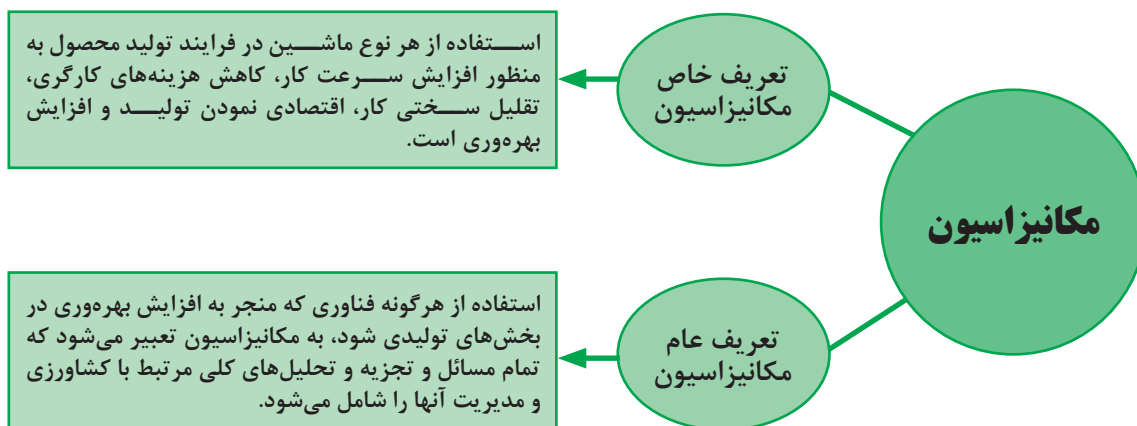 مکانیزاسیون
تعریف خاص
مکانیزاسیون
استفاده از هر نوع ماشین در فرایند تولید محصول به
منظور افزایش سرعت کار، کاهش هزینه‌های کارگری،
تقلیل سختی کار، اقتصادی نمودن تولید و افزایش
بهره‌وری است.
تعریف عام
مکانیزاسیون
استفاده از هرگونه فناوری که منجر به افزایش بهره‌وری در
بخش‌های تولیدی شود، به مکانیزاسیون تعبیر می‌شود که
تمام مسائل و تجزیه و تحلیل‌های کلی مرتبط با کشاورزی
و مدیریت آنها را شامل می‌شود.